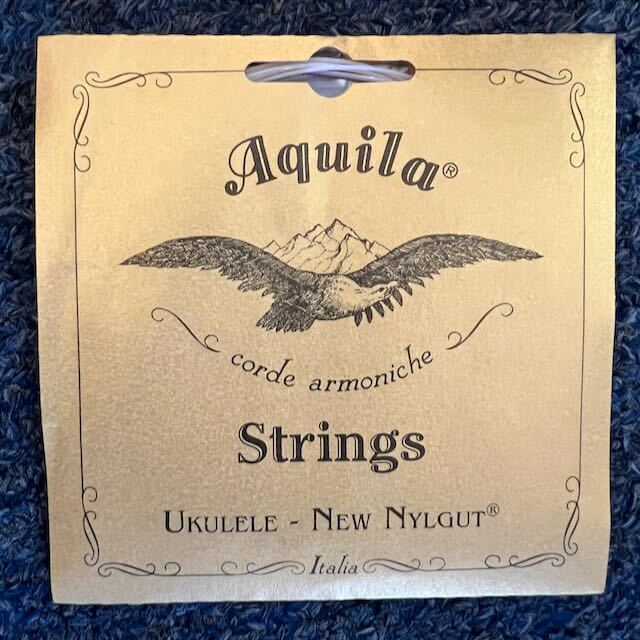 Aquila®
corde armoniche
Strings
UKULELE - NEW NYLGUT®
Italia